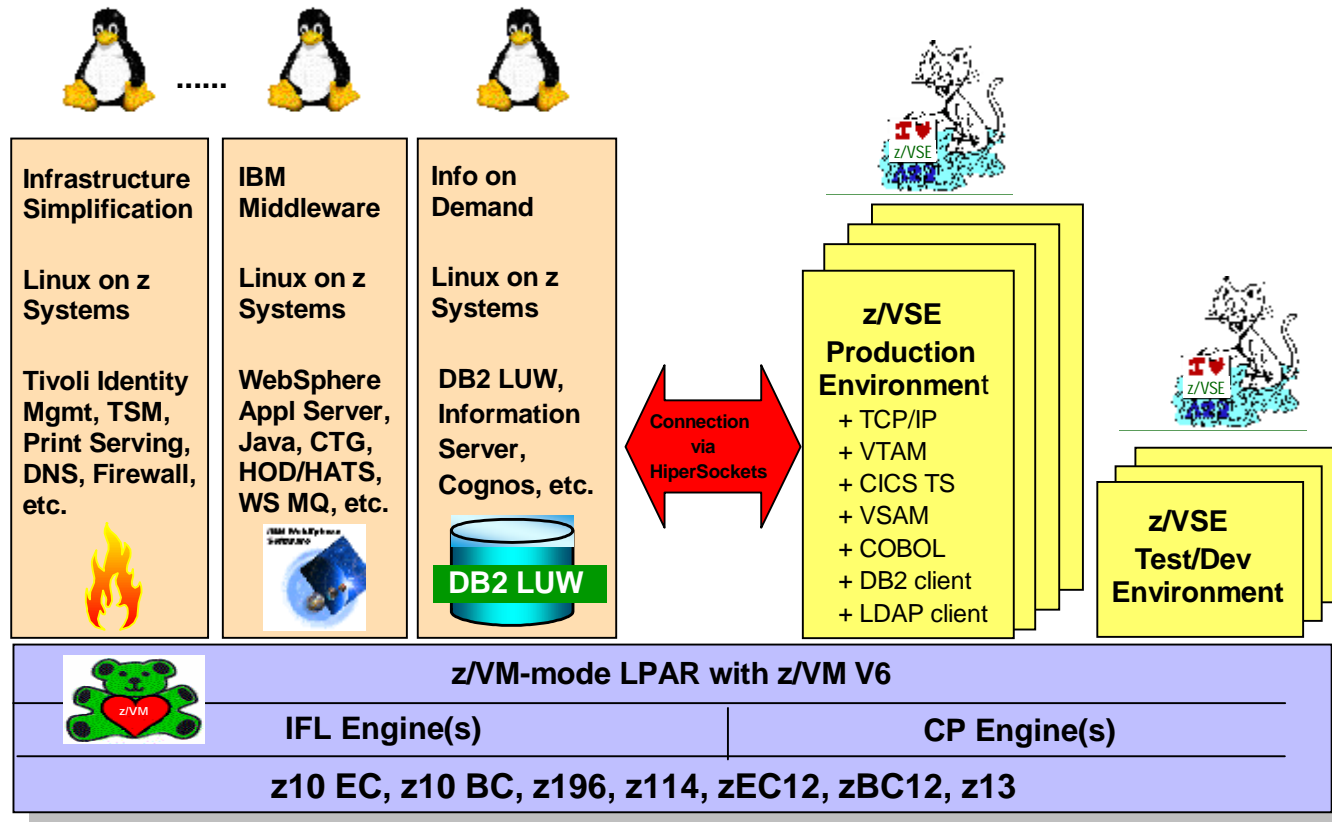 ......
Infrastructure
Simplification
Linux on z
Systems
Tivoli Identity
Mgmt, TSM,
Print Serving,
DNS, Firewall,
etc.
IBM
Middleware
Linux on z
Systems
WebSphere
Appl Server,
Java, CTG,
HOD/HATS,
WS MQ, etc.
IBM WebSphere
Software
Info on
Demand
Linux on z
Systems
DB2 LUW,
Information
Server,
Cognos, etc.
DB2 LUW
Connection
via
HiperSockets
I ♥
z/VSE
z/VSE
Production
Environment
+ TCP/IP
+ VTAM
+ CICS TS
+ VSAM
+ COBOL
+ DB2 client
+ LDAP client
I ♥
z/VSE
z/VSE
Test/Dev
Environment
z/VM
z/VM-mode LPAR with z/VM V6
IFL Engine(s)
CP Engine(s)
z10 EC, z10 BC, z196, z114, zEC12, zBC12, z13